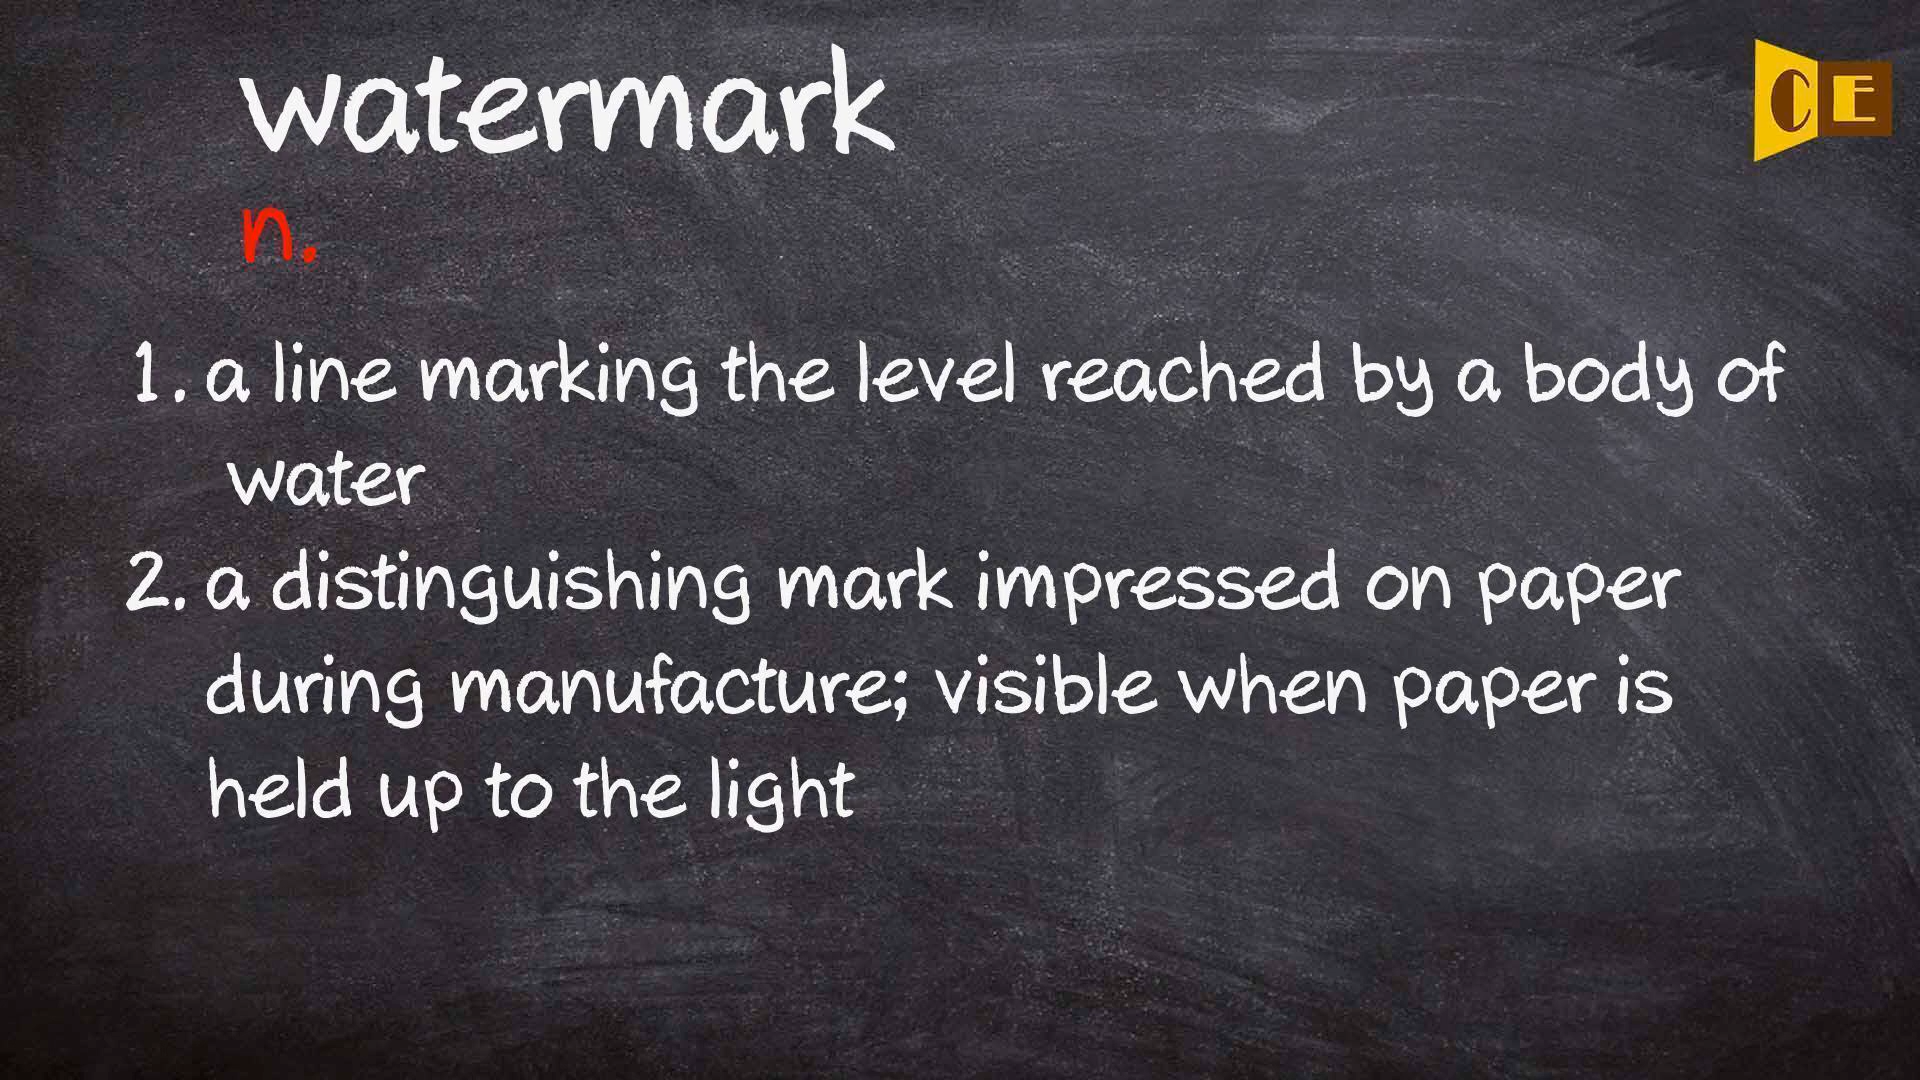 watermark
CE
n.
1. a line marking the level reached by a body of
water
2. a distinguishing mark impressed on paper
during manufacture; visible when paper is
held up to the light